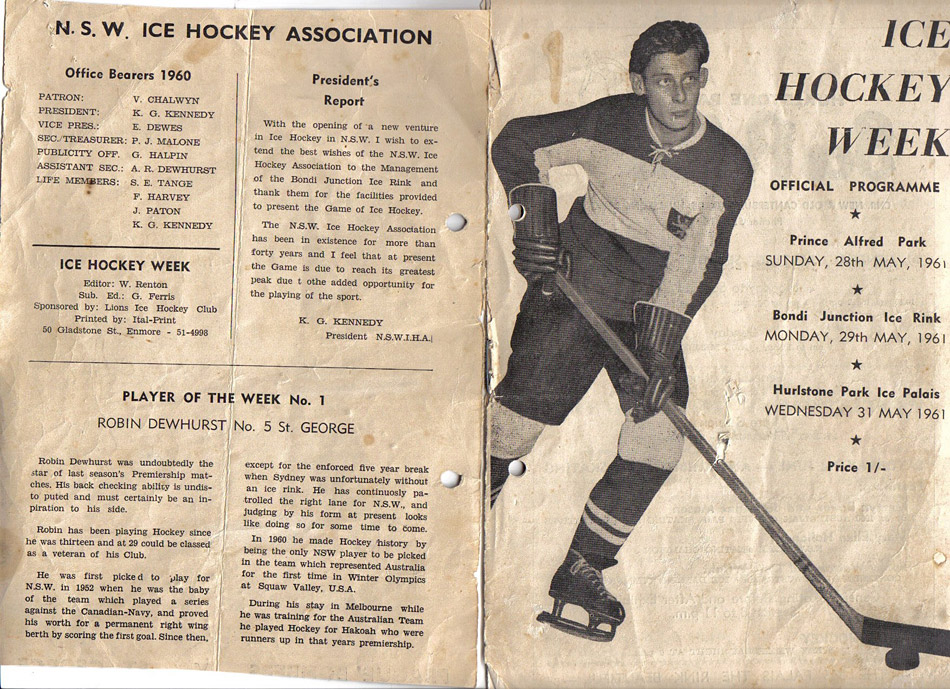 N. S. W. ICE HOCKEY ASSOCIATION
Office Bearers 1960
PATRON: V. CHALWYN
PRESIDENT: K. G. KENNEDY
VICE PRES.: E. DEWES
SEC./TREASURER: P. J. MALONE
PUBLICITY OFF. G. HALPIN
ASSISTANT SEC.: A. R. DEWHURST
LIFE MEMBERS: S. E. TANGE
F. HARVEY
J. PATON
K. G. KENNEDY
ICE HOCKEY WEEK
Editor: W. Renton
Sub. Ed.: G. Ferris
Sponsored by: Lions Ice Hockey Club
Printed by: Ital-Print
50 Gladstone St., Enmore - 51-4998
President's
Report
With the opening of a new venture
in Ice Hockey in N.S.W. I wish to ex-
tend the best wishes of the N.S.W. Ice
Hockey Association to the Management
of the Bondi Junction Ice Rink and
thank them for the facilities provided
to present the Game of Ice Hockey.
The N.S.W. Ice Hockey Association
has been in existence for more than
forty years and I feel that at present
the Game is due to reach its greatest
peak due t othe added opportunity for
the playing of the sport.
K. G. KENNEDY
President N.S.W.I.H.A.
PLAYER OF THE WEEK No. 1
ROBIN DEWHURST No. 5 St. GEORGE
Robin Dewhurst was undoubtedly the
star of last season's Premiership mat-
ches. His back checking ability is undis-
to puted and must certainly be an in-
piration to his side.
Robin has been playing Hockey since
he was thirteen and at 29 could be classed
as a veteran of his Club.
He was first picked to play for
N.S.W. in 1952 when he was the baby
of the team which played a series
against the Canadian-Navy, and proved
his worth for a permanent right wing
berth by scoring the first goal. Since then,
except for the enforced five year break
when Sydney was unfortunately without
an ice rink. He has continuosly pa-
trolled the right lane for N.S.W., and
judging by his form at present looks
like doing so for some time to come.
In 1960 he made Hockey history by
being the only NSW player to be picked
in the team which represented Australia
for the first time in Winter Olympics
at Squaw Valley, U.S.A.
During his stay in Melbourne while
he was training for the Australian Team
he played Hockey for Hakoah who were
runners up in that years premiership.
ICE
HOCKEY
WEEK
OFFICIAL PROGRAMME
★
Prince Alfred Park
SUNDAY, 28th MAY, 1961
★
Bondi Junction Ice Rink
MONDAY, 29th MAY, 1961
★
Hurlstone Park Ice Palais
WEDNESDAY 31 MAY 1961
★
Price 1/-